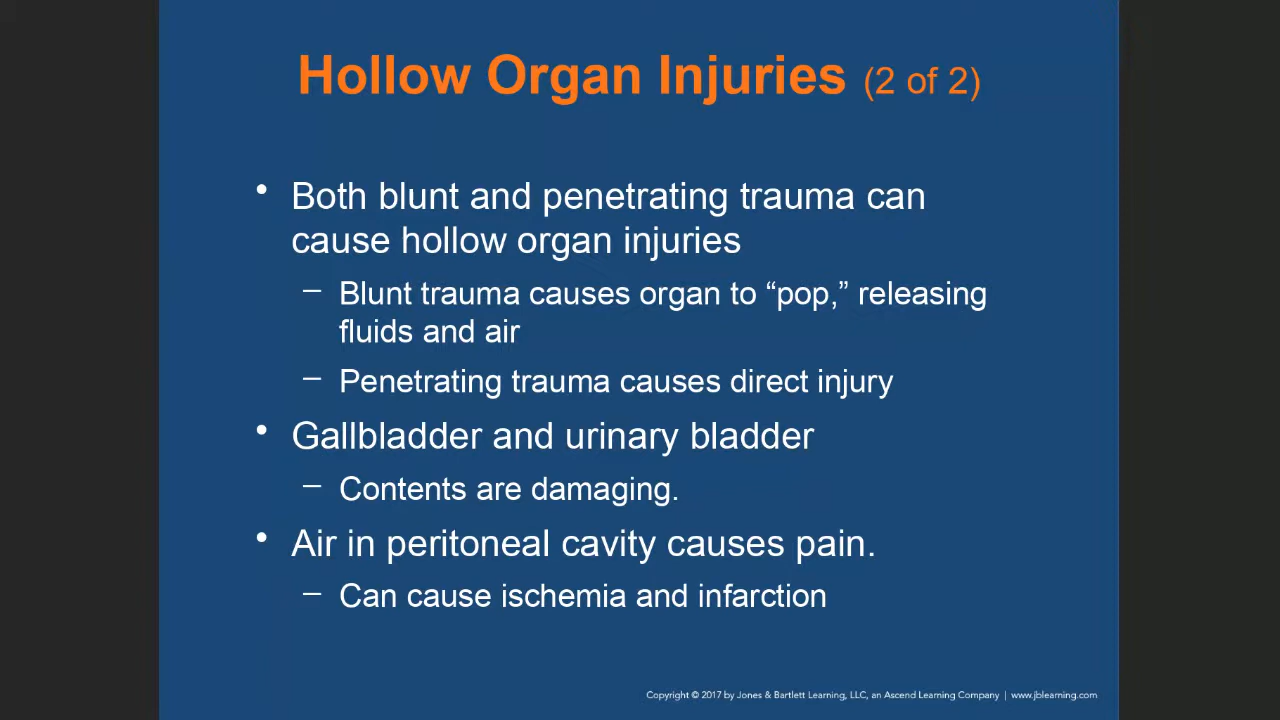 Hollow Organ Injuries (2 of 2)
• Both blunt and penetrating trauma can
cause hollow organ injuries
– Blunt trauma causes organ to “pop,” releasing
fluids and air
– Penetrating trauma causes direct injury
• Gallbladder and urinary bladder
– Contents are damaging.
• Air in peritoneal cavity causes pain.
– Can cause ischemia and infarction
Copyright © 2017 by Jones & Bartlett Learning, LLC, an Ascend Learning Company | www.jblearning.com